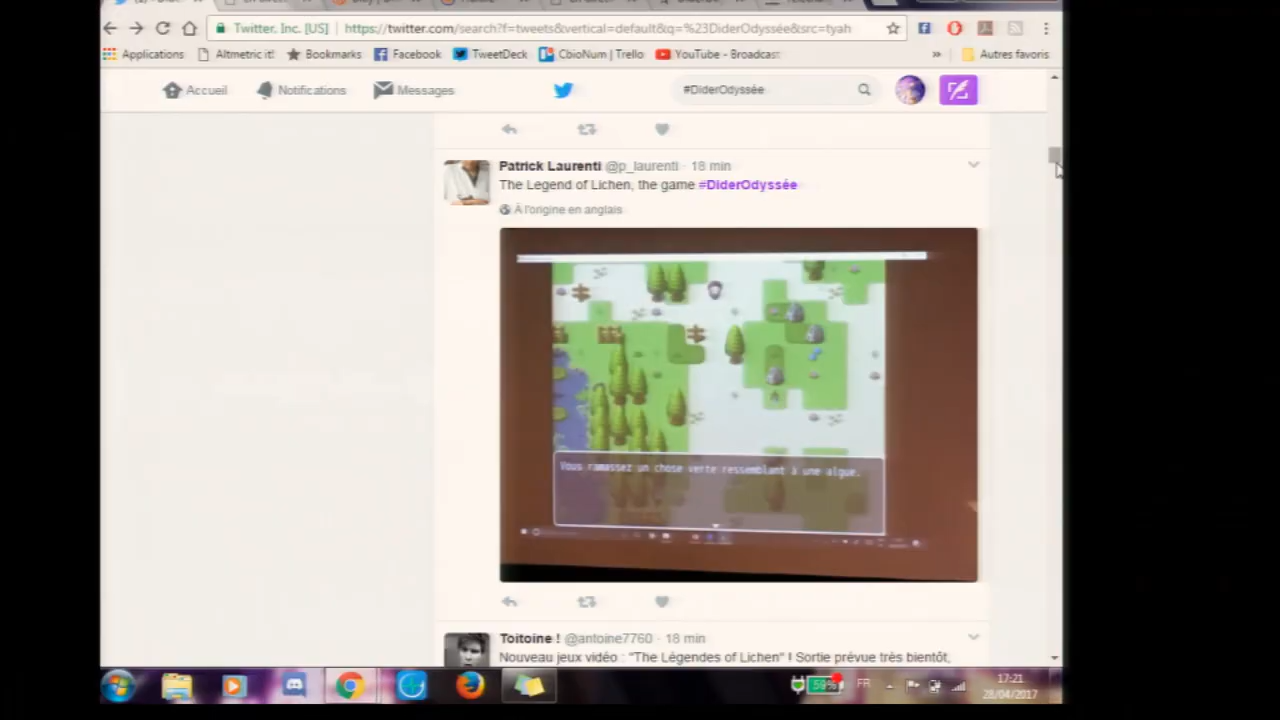 Twitter, Inc. [US] https://twitter.com/search?f=tweets&vertical=default&q=%23DiderOdyssée&src=tyah
Applications Altmetric it! Bookmarks Facebook TweetDeck CbioNum | Trello YouTube - Broadcast » Autres favoris
Accueil Notifications Messages #DiderOdyssée
Patrick Laurenti @p_laurenti · 18 min
The Legend of Lichen, the game #DiderOdyssée
À l'origine en anglais
Vous ramassez un chose verte ressemblant à une algue.
Toitoine ! @antoine7760 · 18 min
Nouveau jeux vidéo : "The Légendes of Lichen" ! Sortie prévue très bientôt,
59% FR 17:21
28/04/2017